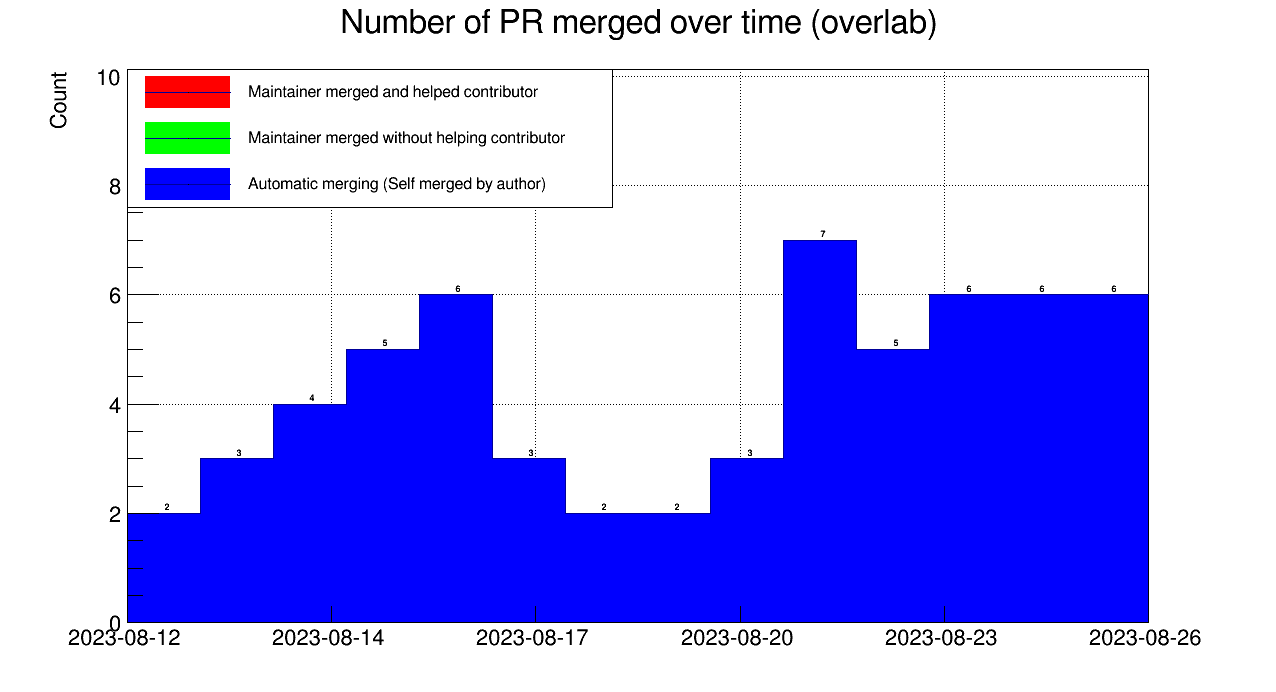 Number of PR merged over time (overlab)
Count
10
8
6
4
2
0
Maintainer merged and helped contributor
Maintainer merged without helping contributor
Automatic merging (Self merged by author)
2 3 4 5 6 3 2 2 3 7 5 6 6 6
2023-08-12 2023-08-14 2023-08-17 2023-08-20 2023-08-23 2023-08-26